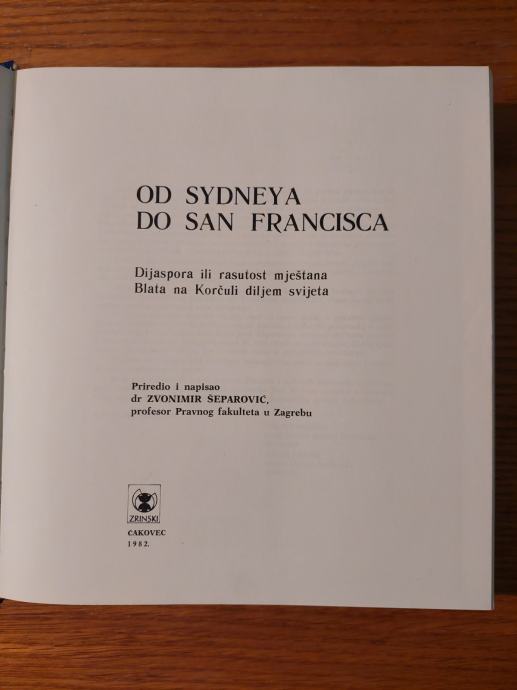 OD SYDNEYA
DO SAN FRANCISCA
Dijaspora ili rasutost mještana
Blata na Korčuli diljem svijeta
Priredio i napisao
dr ZVONIMIR ŠEPAROVIĆ,
profesor Pravnog fakulteta u Zagrebu
ZRINSKI
ČAKOVEC
1982.